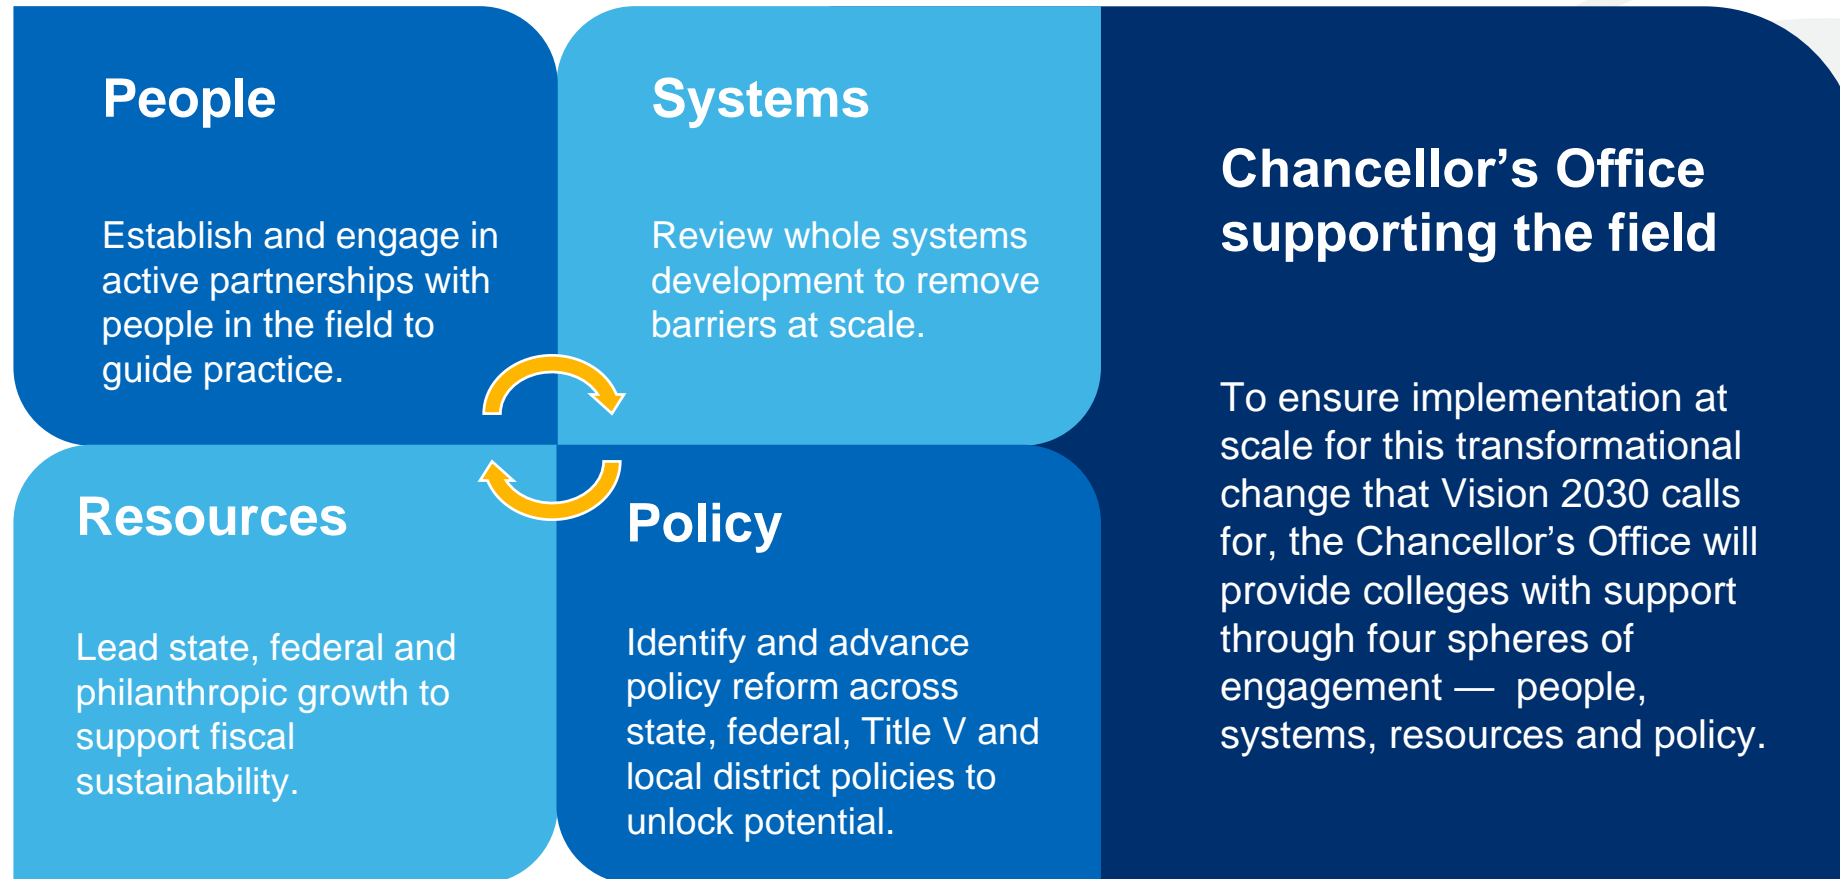 People
Establish and engage in
active partnerships with
people in the field to
guide practice.
Systems
Review whole systems
development to remove
barriers at scale.
Resources
Lead state, federal and
philanthropic growth to
support fiscal
sustainability.
Policy
Identify and advance
policy reform across
state, federal, Title V and
local district policies to
unlock potential.
Chancellor’s Office
supporting the field
To ensure implementation at
scale for this transformational
change that Vision 2030 calls
for, the Chancellor’s Office will
provide colleges with support
through four spheres of
engagement —  people,
systems, resources and policy.